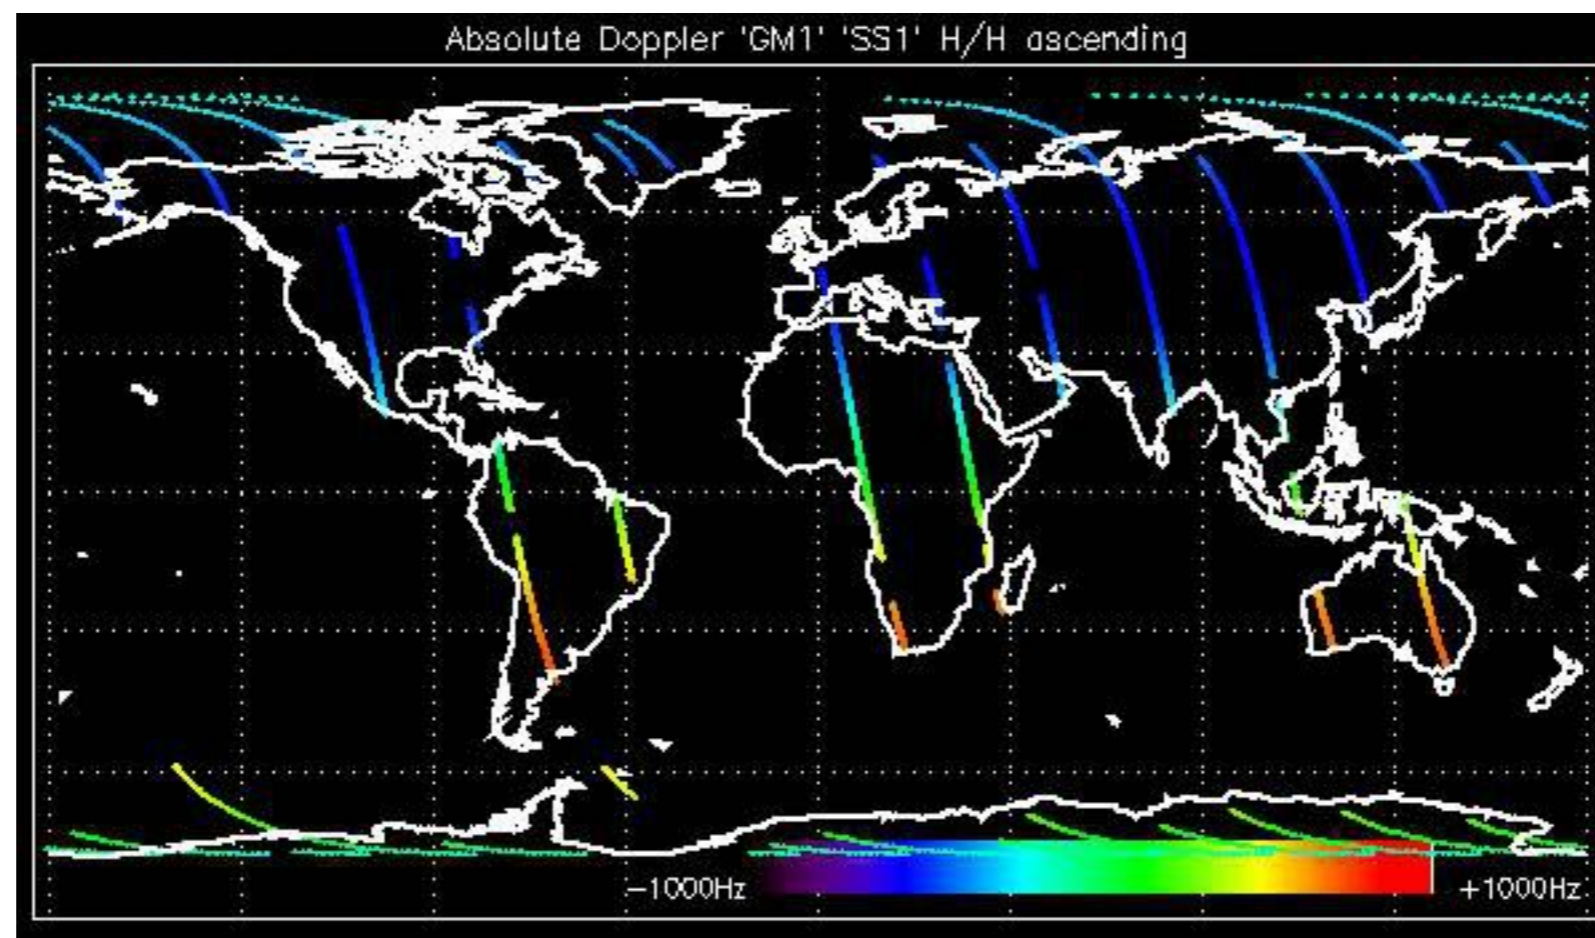 Absolute Doppler 'GM1' 'SS1' H/H ascending
−1000Hz
+1000Hz